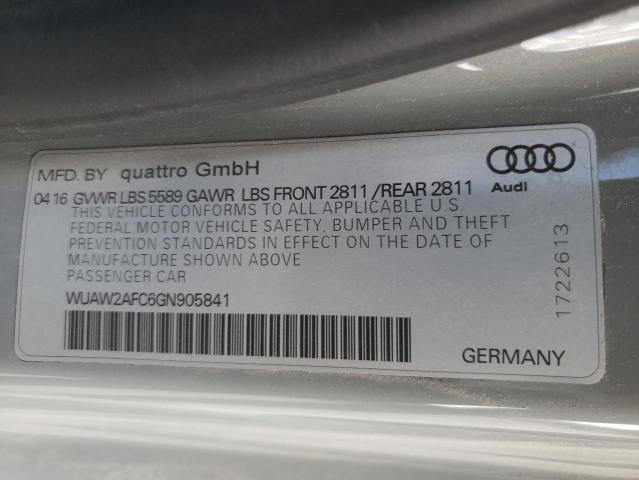 MFD. BY quattro GmbH
04 16 GVWR LBS 5589 GAWR LBS FRONT 2811 /REAR 2811
THIS VEHICLE CONFORMS TO ALL APPLICABLE U.S.
FEDERAL MOTOR VEHICLE SAFETY, BUMPER AND THEFT
PREVENTION STANDARDS IN EFFECT ON THE DATE OF
MANUFACTURE SHOWN ABOVE
PASSENGER CAR
WUAW2AFC6GN905841
GERMANY
Audi
1722613